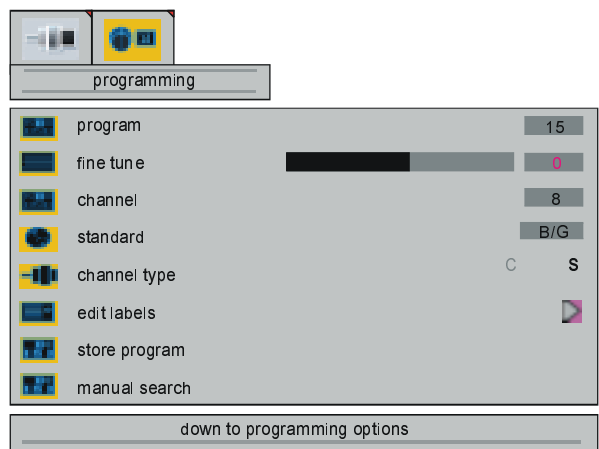 programming
program 15
fine tune 0
channel 8
standard B/G
channel type C S
edit labels
store program
manual search
down to programming options